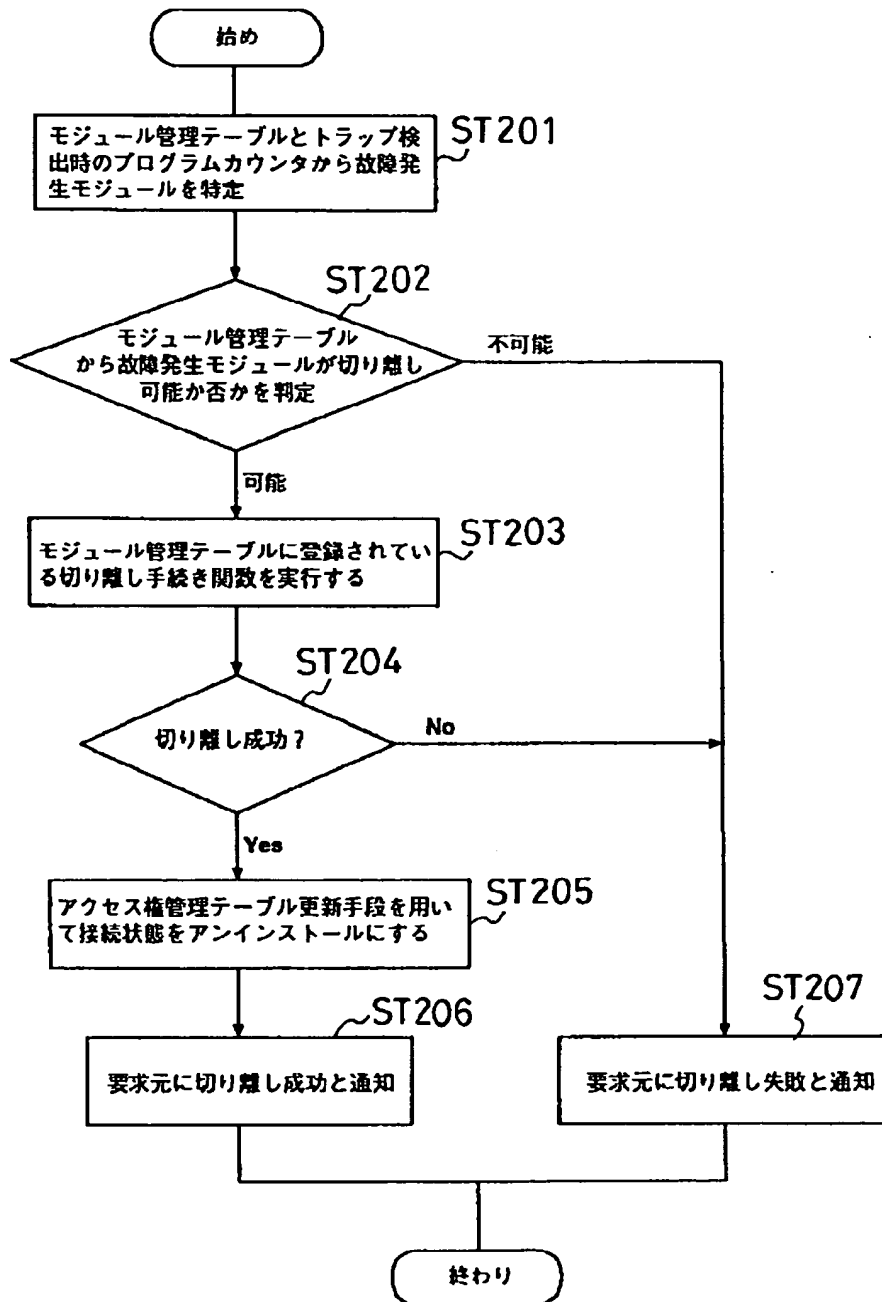 始め
モジュール管理テーブルとトラップ検
出時のプログラムカウンタから故障発
生モジュールを特定
ST201
ST202
モジュール管理テーブル
から故障発生モジュールが切り離し
可能か否かを判定
不可能
可能
モジュール管理テーブルに登録されてい
る切り離し手続き関数を実行する
ST203
ST204
切り離し成功?
No
Yes
アクセス権管理テーブル更新手段を用い
て接続状態をアンインストールにする
ST205
ST206
要求元に切り離し成功と通知
ST207
要求元に切り離し失敗と通知
終わり